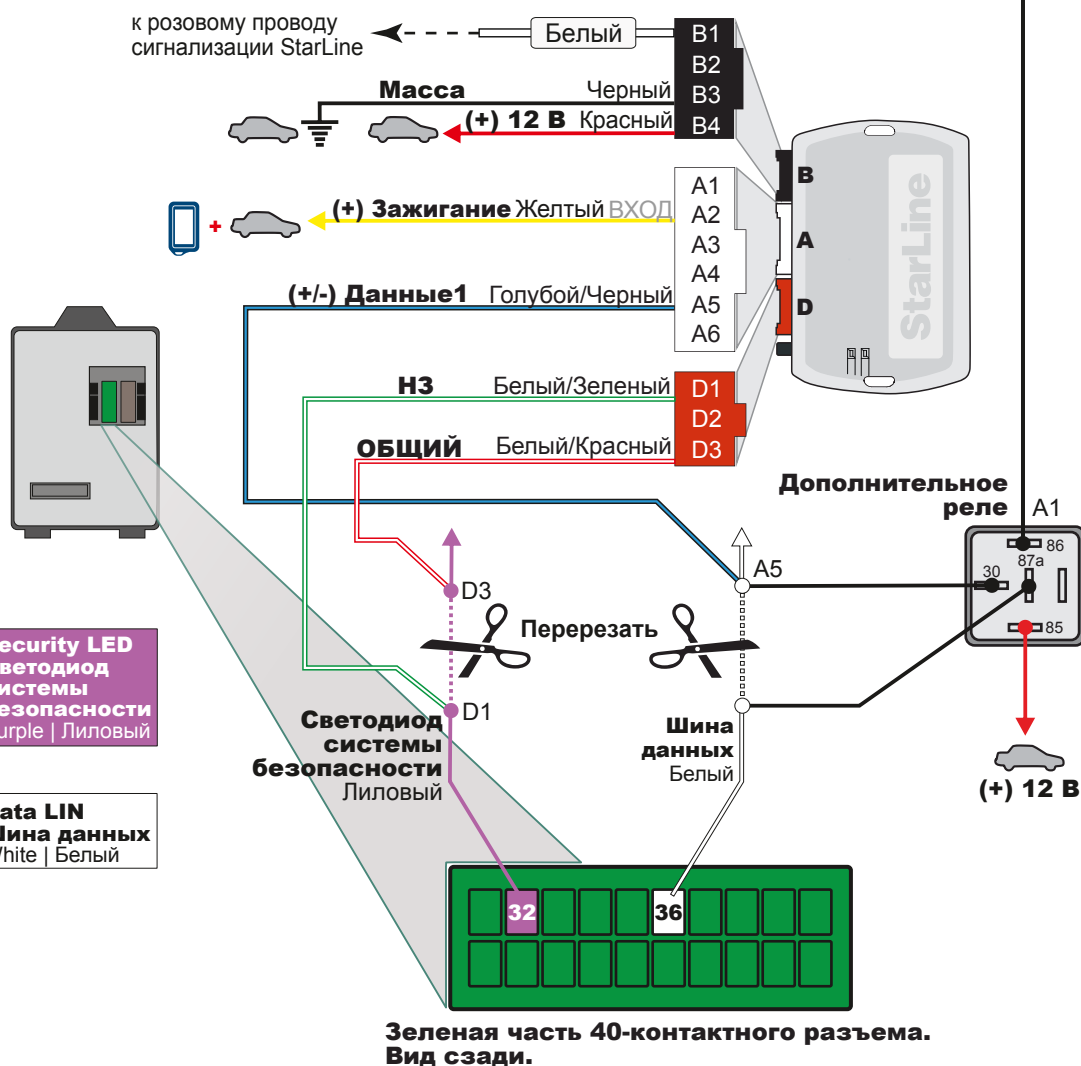 к розовому проводу
сигнализации StarLine
Белый
B1
B2
Масса
Черный
B3
(+) 12 В
Красный
B4
B
A1
(+) Зажигание Желтый ВХОД
A2
A
A3
A4
(+/-) Данные1
Голубой/Черный
A5
D
A6
StarLine
НЗ
Белый/Зеленый
D1
D2
ОБЩИЙ
Белый/Красный
D3
Дополнительное
реле
A1
86
87a
30
85
(+) 12 В
A5
D3
Перерезать
D1
ecurity LED
ветодиод
истемы
езопасности
urple | Лиловый
Светодиод
системы
безопасности
Лиловый
Шина
данных
Белый
ata LIN
ина данных
hite | Белый
32
36
Зеленая часть 40-контактного разъема.
Вид сзади.